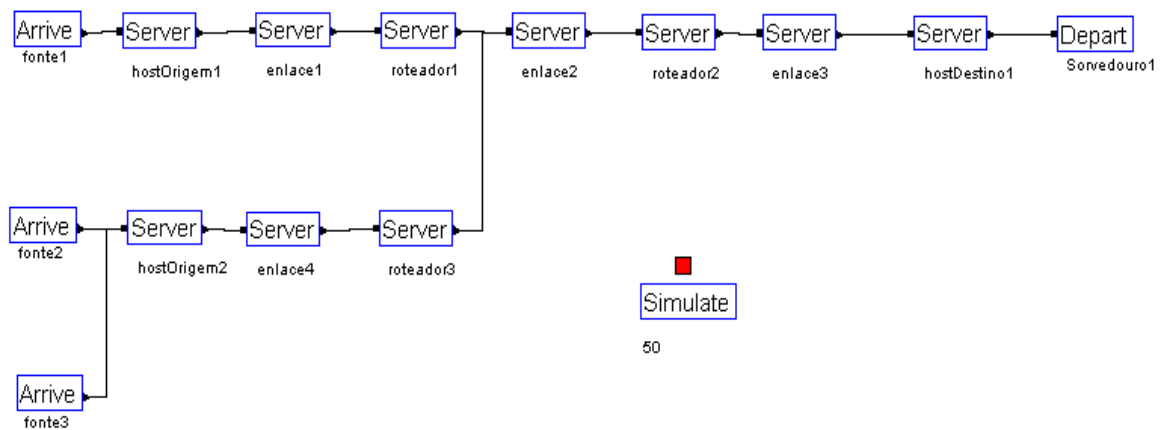 Arrive Server Server Server Server Server Server Server Depart
fonte1 hostOrigem1 enlace1 roteador1 enlace2 roteador2 enlace3 hostDestino1 Sorvedouro1
Arrive Server Server Server
fonte2 hostOrigem2 enlace4 roteador3
Simulate
50
Arrive
fonte3